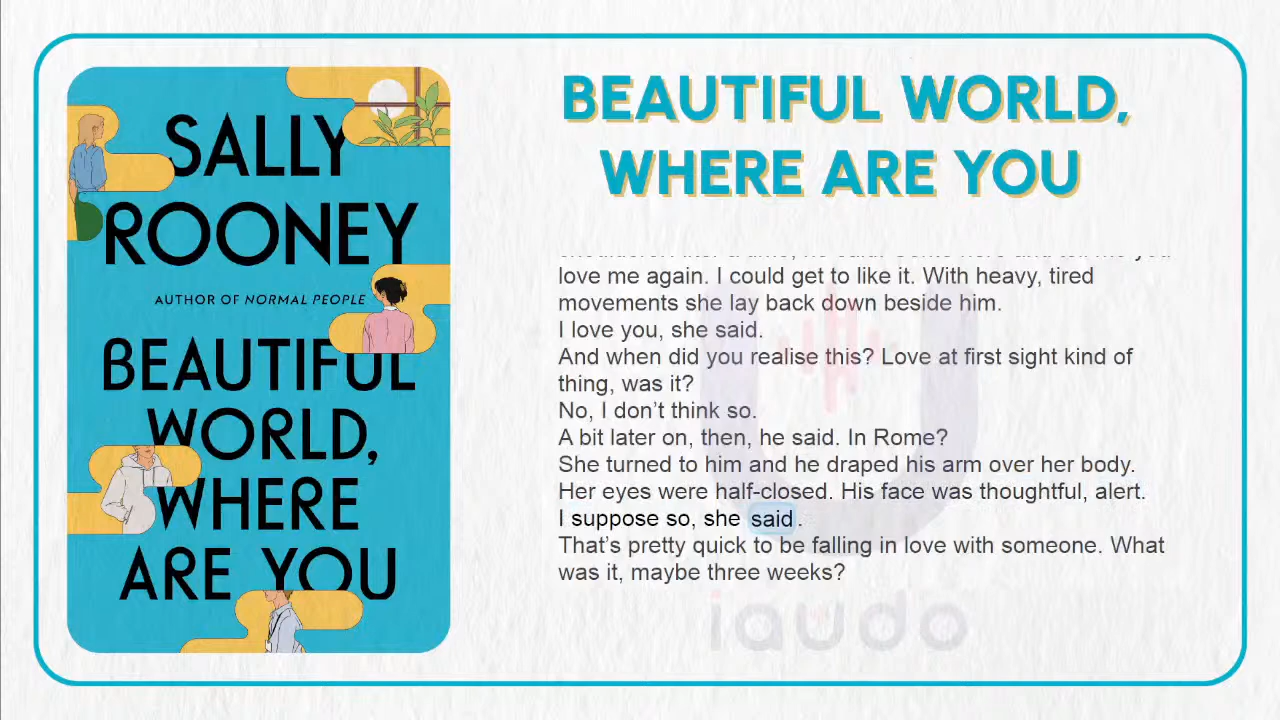 SALLY
ROONEY
AUTHOR OF NORMAL PEOPLE
BEAUTIFUL
WORLD,
WHERE
ARE YOU
BEAUTIFUL WORLD,
WHERE ARE YOU
love me again. I could get to like it. With heavy, tired
movements she lay back down beside him.
I love you, she said.
And when did you realise this? Love at first sight kind of
thing, was it?
No, I don’t think so.
A bit later on, then, he said. In Rome?
She turned to him and he draped his arm over her body.
Her eyes were half-closed. His face was thoughtful, alert.
I suppose so, she said.
That’s pretty quick to be falling in love with someone. What
was it, maybe three weeks?
iaudo